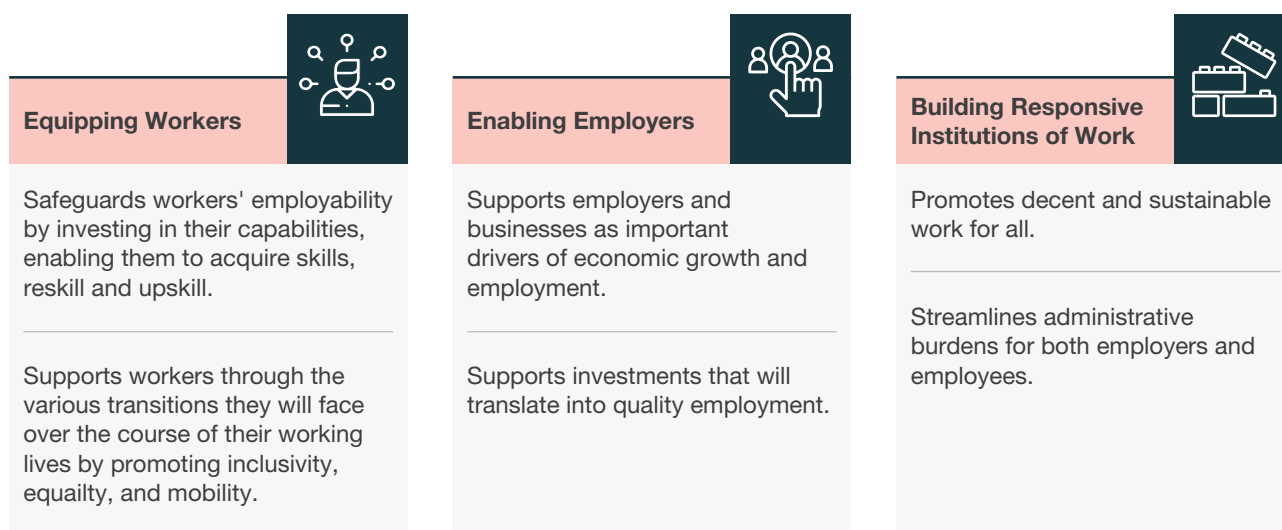 Equipping Workers
Safeguards workers' employability
by investing in their capabilities,
enabling them to acquire skills,
reskill and upskill.
Supports workers through the
various transitions they will face
over the course of their working
lives by promoting inclusivity,
equailty, and mobility.
Enabling Employers
Supports employers and
businesses as important
drivers of economic growth and
employment.
Supports investments that will
translate into quality employment.
Building Responsive
Institutions of Work
Promotes decent and sustainable
work for all.
Streamlines administrative
burdens for both employers and
employees.